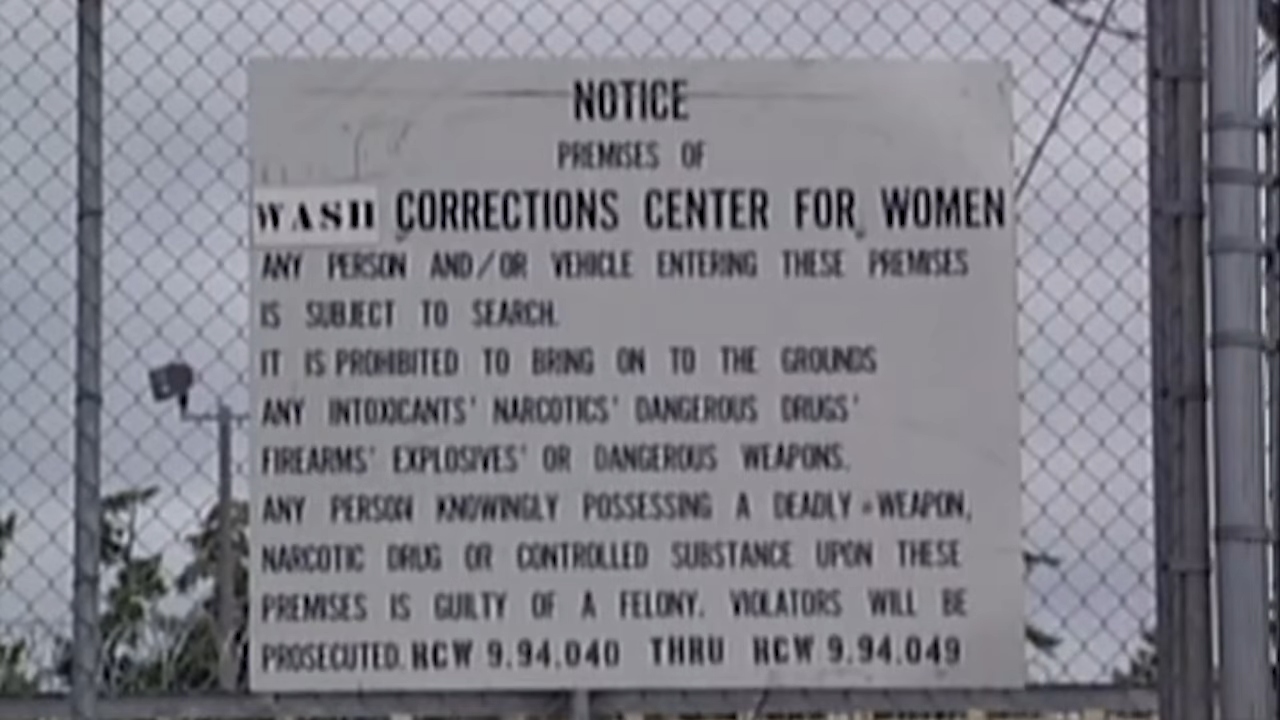 NOTICE
PREMISES OF
WASH CORRECTIONS CENTER FOR WOMEN
ANY PERSON AND/OR VEHICLE ENTERING THESE PREMISES
IS SUBJECT TO SEARCH.
IT IS PROHIBITED TO BRING ON TO THE GROUNDS
ANY INTOXICANTS' NARCOTICS' DANGEROUS DRUGS'
FIREARMS' EXPLOSIVES' OR DANGEROUS WEAPONS.
ANY PERSON KNOWINGLY POSSESSING A DEADLY WEAPON,
NARCOTIC DRUG OR CONTROLLED SUBSTANCE UPON THESE
PREMISES IS GUILTY OF A FELONY. VIOLATORS WILL BE
PROSECUTED. RCW 9.94.040 THRU RCW 9.94.049